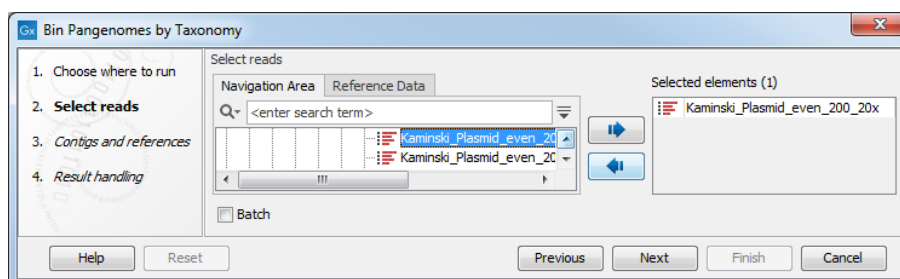 Gx Bin Pangenomes by Taxonomy
1. Choose where to run
2. Select reads
3. Contigs and references
4. Result handling
Select reads
Navigation Area Reference Data
<enter search term>
Kaminski_Plasmid_even_20
Kaminski_Plasmid_even_20
Batch
Selected elements (1)
Kaminski_Plasmid_even_200_20x
Help Reset Previous Next Finish Cancel